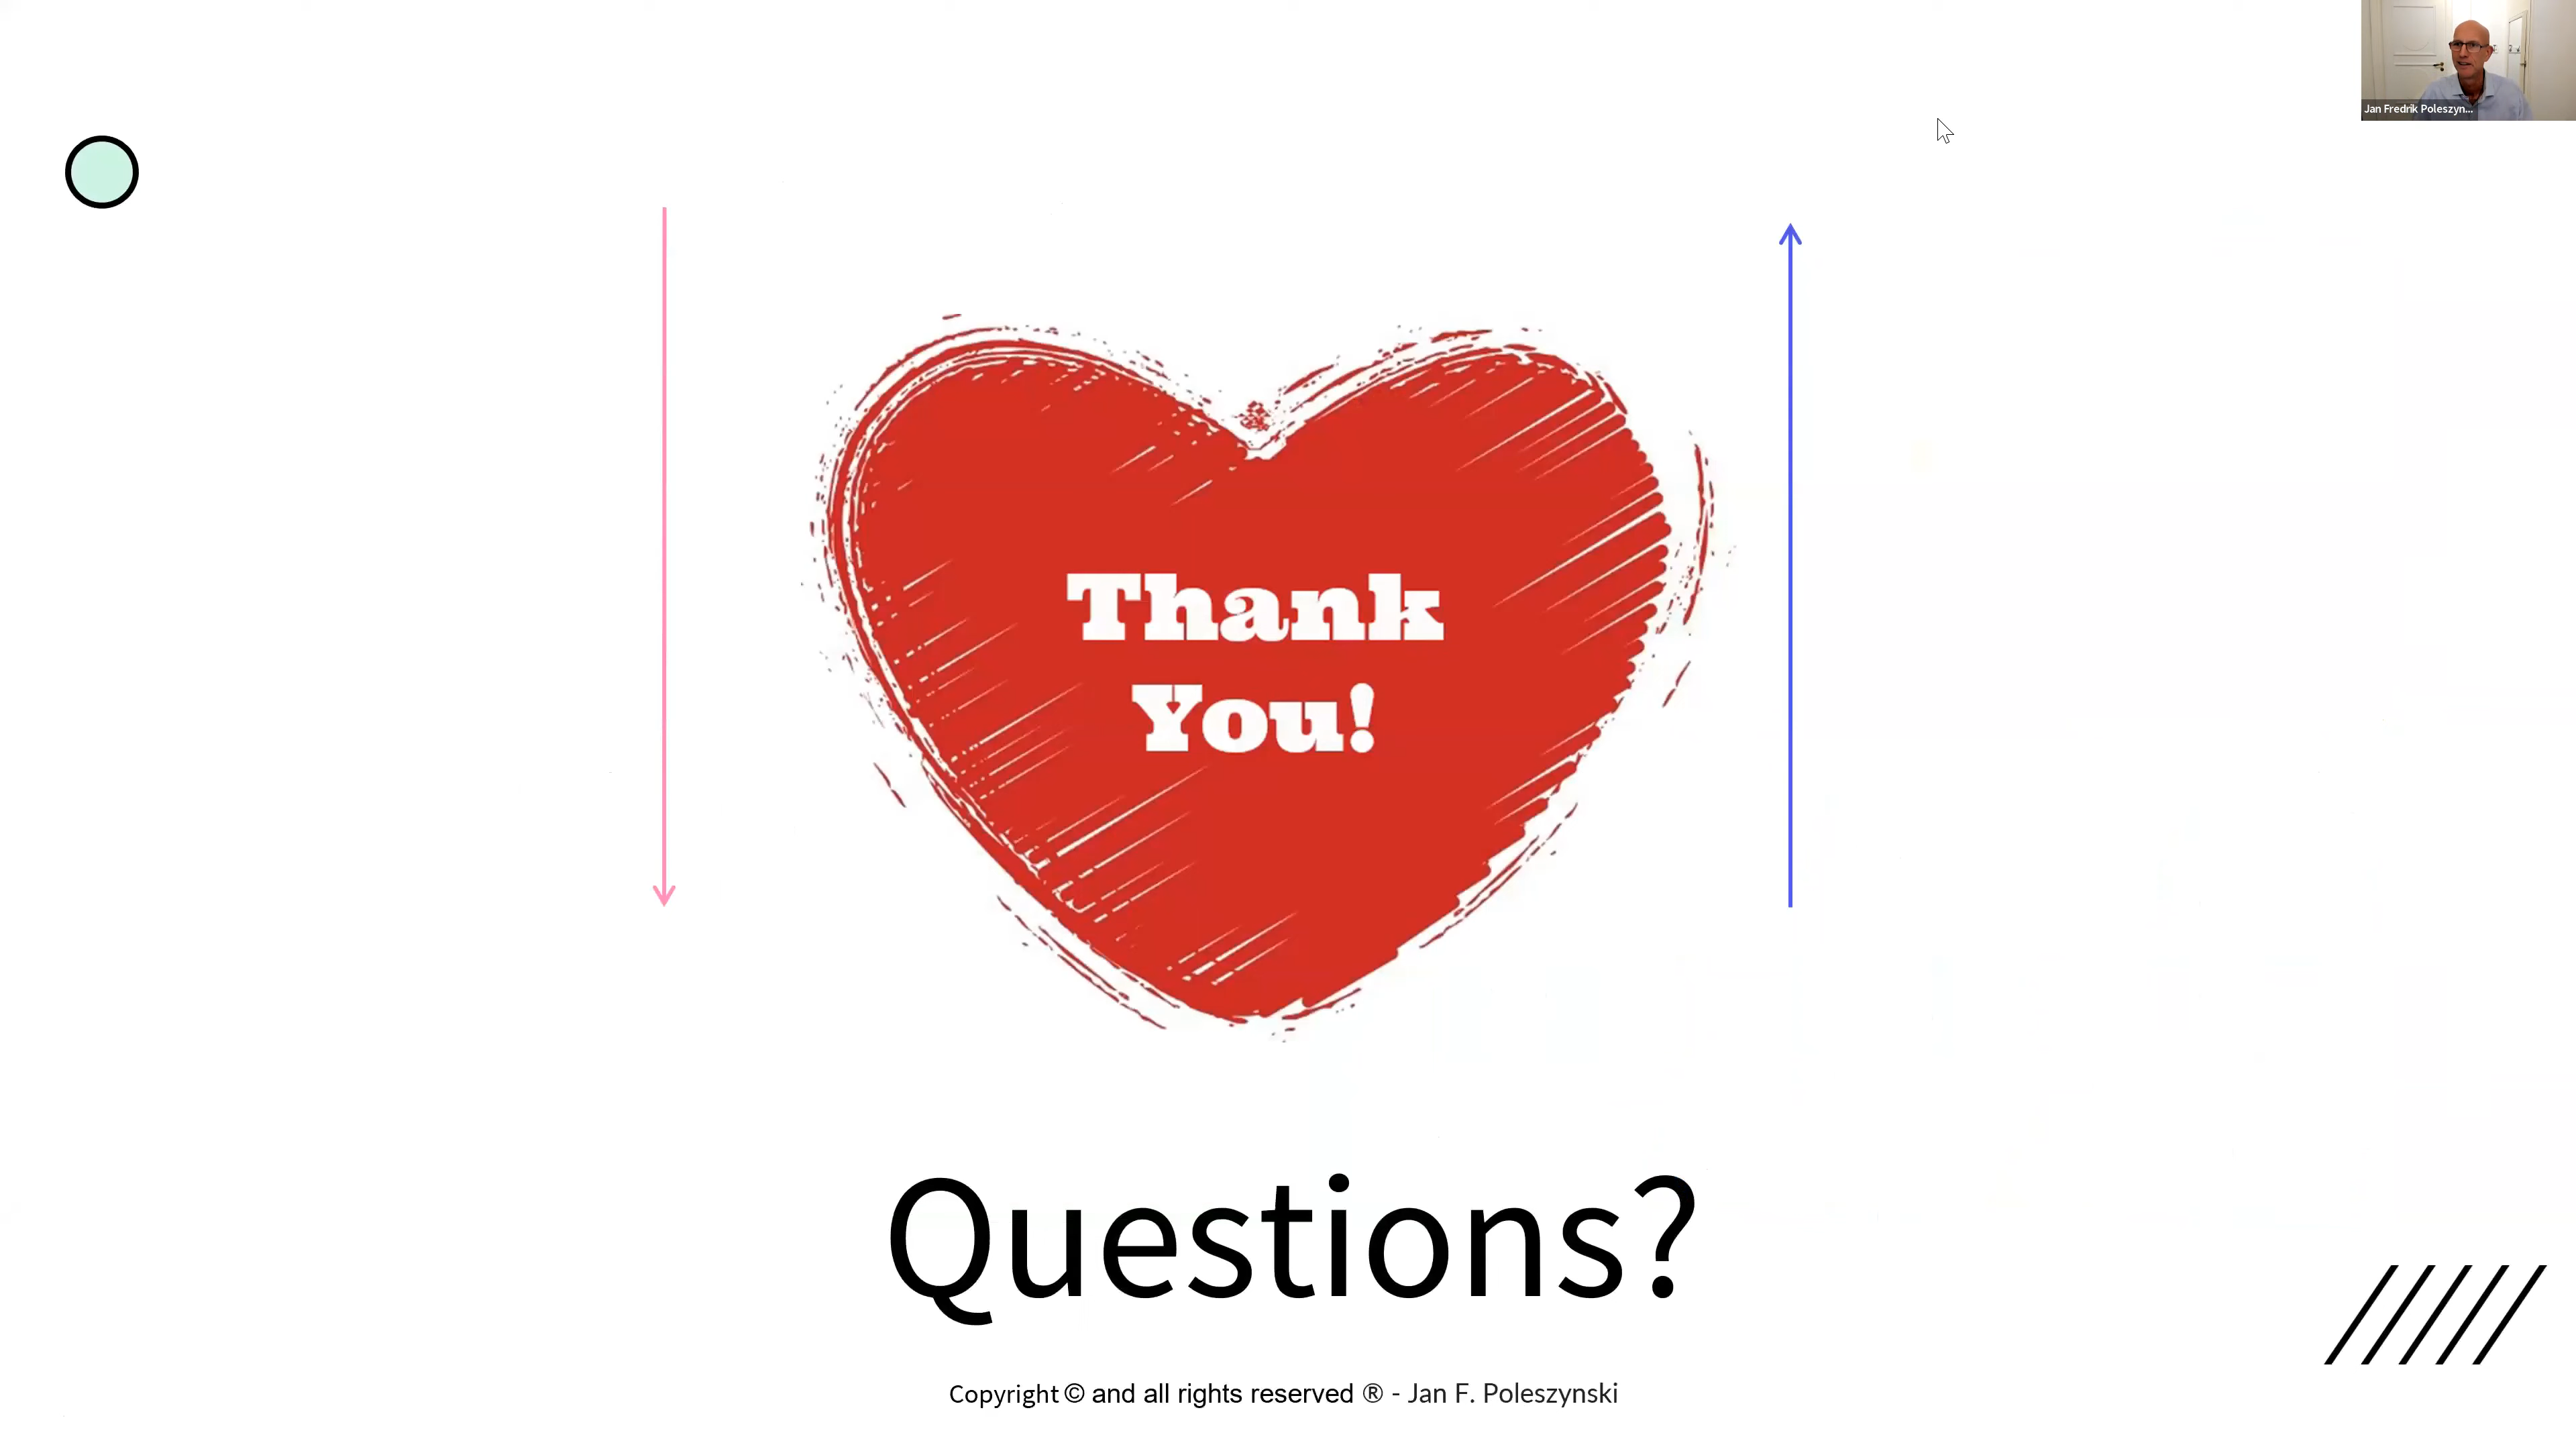 Jan Fredrik Poleszyn...
Thank
You!
Questions?
Copyright © and all rights reserved ® - Jan F. Poleszynski